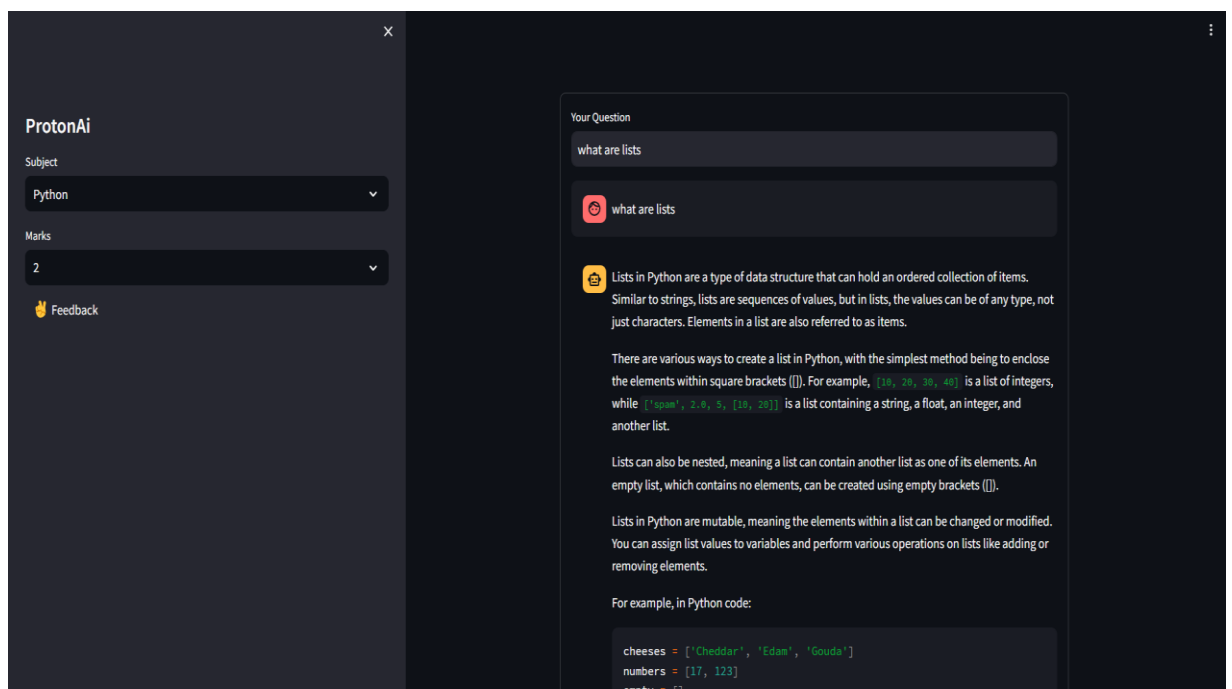 ProtonAi
Subject
Python
Marks
2
Feedback
Your Question
what are lists
what are lists
Lists in Python are a type of data structure that can hold an ordered collection of items.
Similar to strings, lists are sequences of values, but in lists, the values can be of any type, not
just characters. Elements in a list are also referred to as items.
There are various ways to create a list in Python, with the simplest method being to enclose
the elements within square brackets ([]). For example, [10, 20, 30, 40] is a list of integers,
while ['spam', 2.0, 5, [10, 20]] is a list containing a string, a float, an integer, and
another list.
Lists can also be nested, meaning a list can contain another list as one of its elements. An
empty list, which contains no elements, can be created using empty brackets ([]).
Lists in Python are mutable, meaning the elements within a list can be changed or modified.
You can assign list values to variables and perform various operations on lists like adding or
removing elements.
For example, in Python code:
cheeses = ['Cheddar', 'Edam', 'Gouda']
numbers = [17, 123]
empty = []